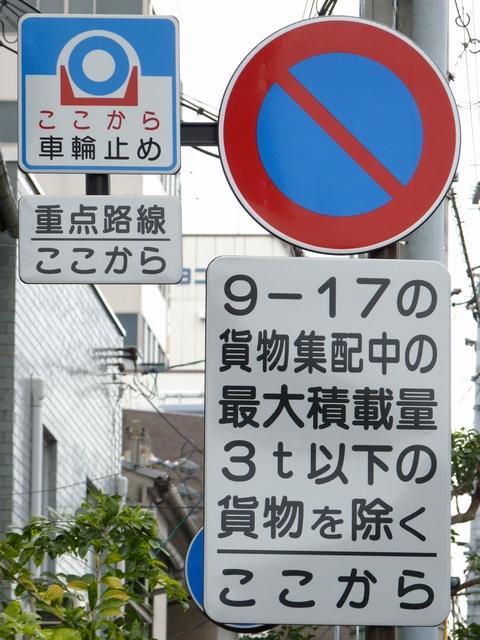 ここから
車輪止め
重点路線
ここから
9－17の
貨物集配中の
最大積載量
3t以下の
貨物を除く
ここから